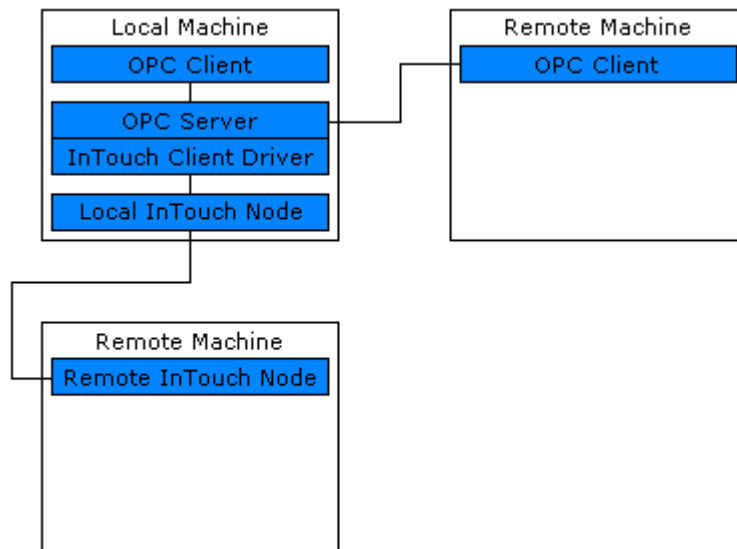 Local Machine
OPC Client
OPC Server
InTouch Client Driver
Local InTouch Node
Remote Machine
OPC Client
Remote Machine
Remote InTouch Node